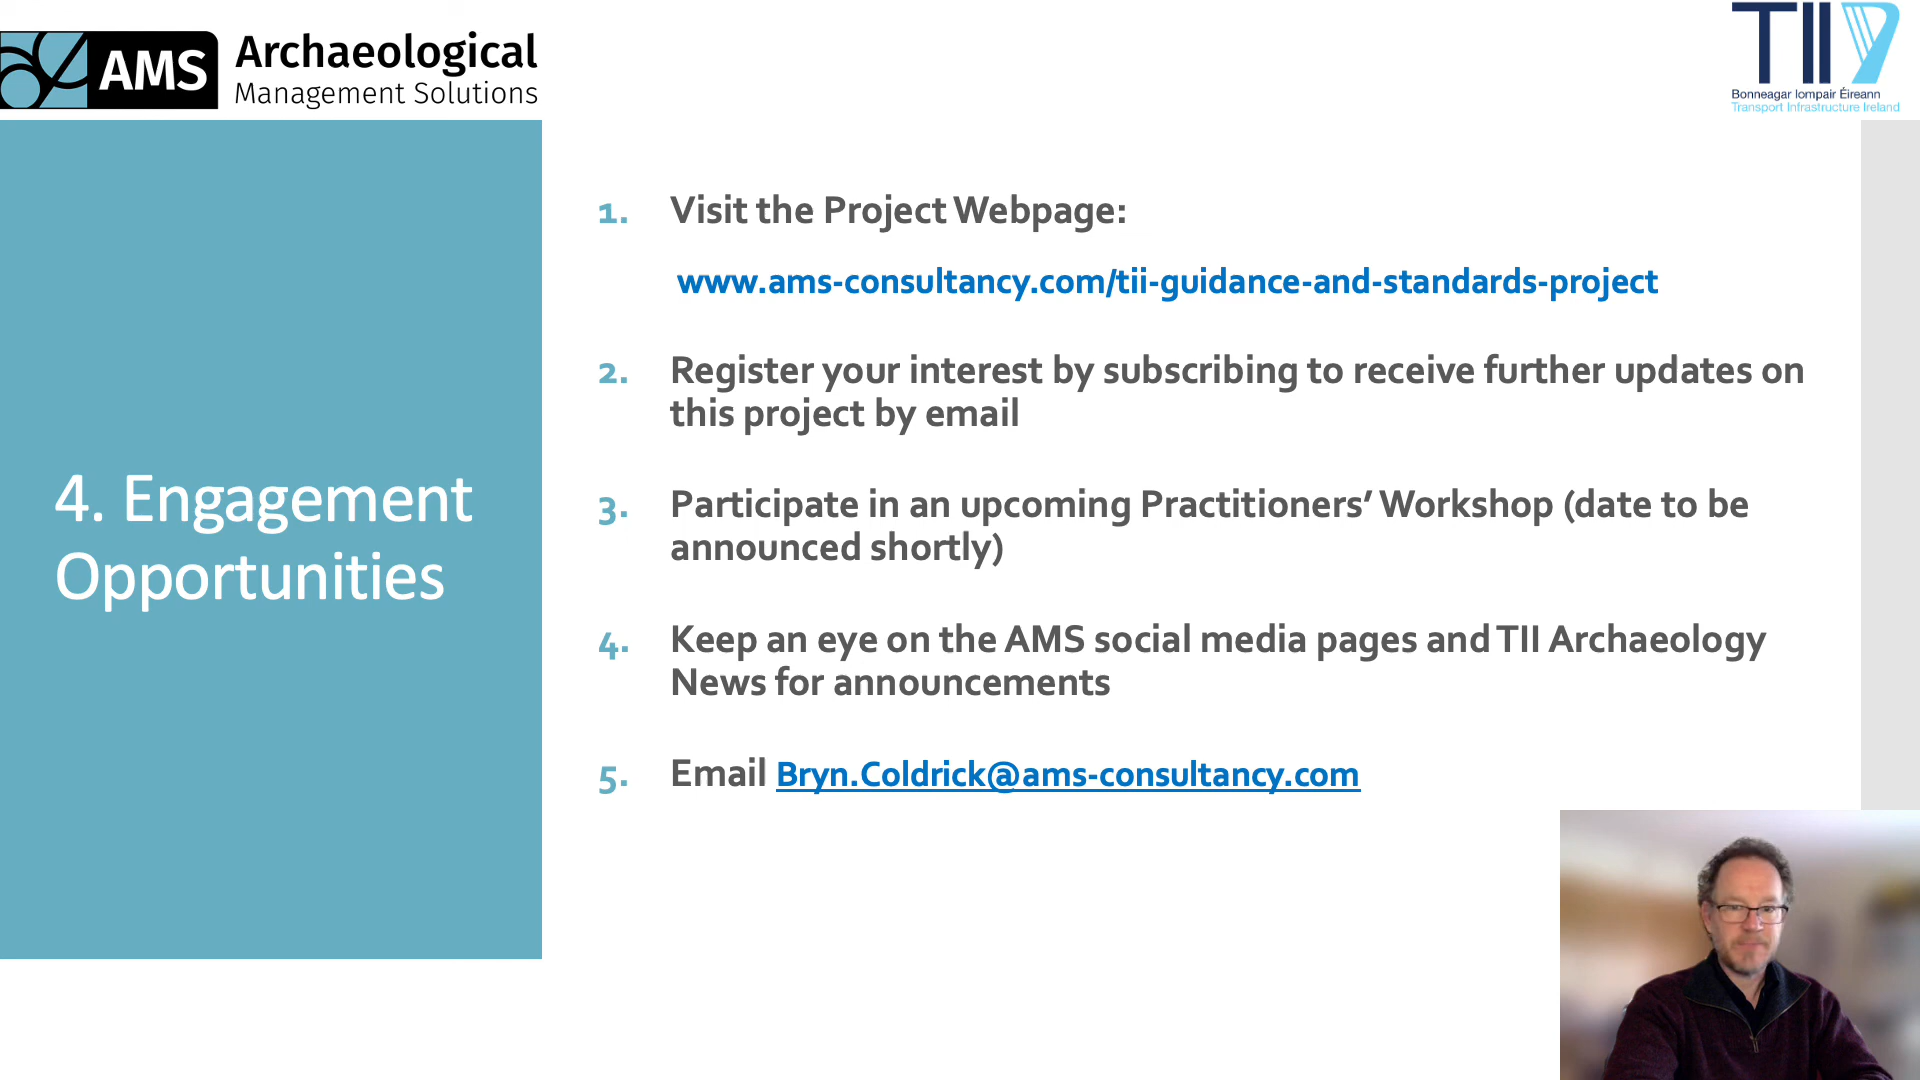 AMS
Archaeological
Management Solutions
TII
Bonneagar Iompair Éireann
Transport Infrastructure Ireland
4. Engagement
Opportunities
1. Visit the Project Webpage:
www.ams-consultancy.com/tii-guidance-and-standards-project
2. Register your interest by subscribing to receive further updates on
this project by email
3. Participate in an upcoming Practitioners’ Workshop (date to be
announced shortly)
4. Keep an eye on the AMS social media pages and TII Archaeology
News for announcements
5. Email Bryn.Coldrick@ams-consultancy.com